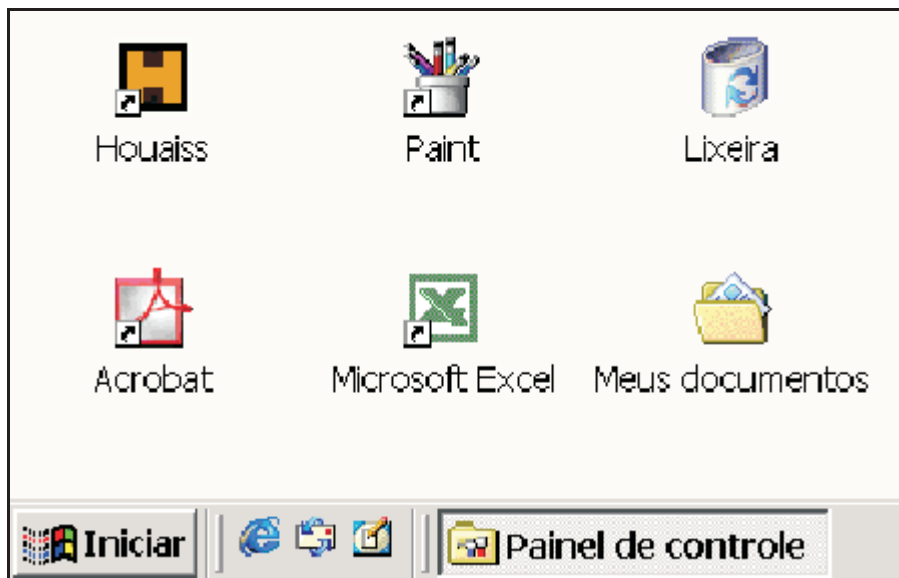 Houaiss Paint Lixeira
Acrobat Microsoft Excel Meus documentos
Iniciar Painel de controle